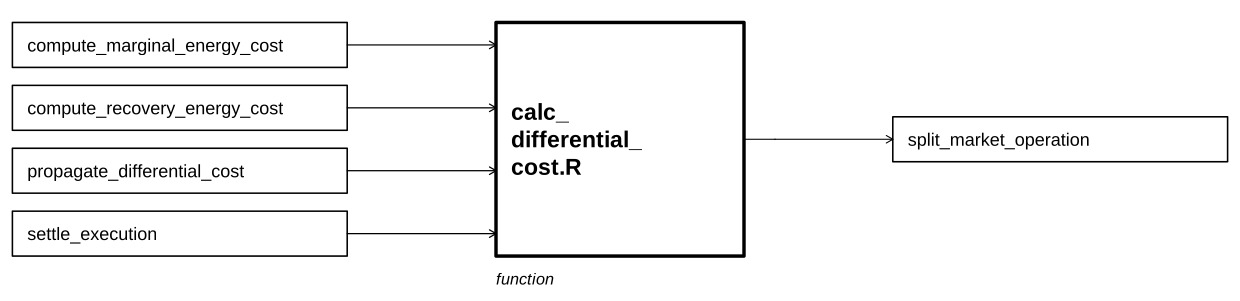 compute_marginal_energy_cost
compute_recovery_energy_cost
propagate_differential_cost
settle_execution
calc_
differential_
cost.R
function
split_market_operation